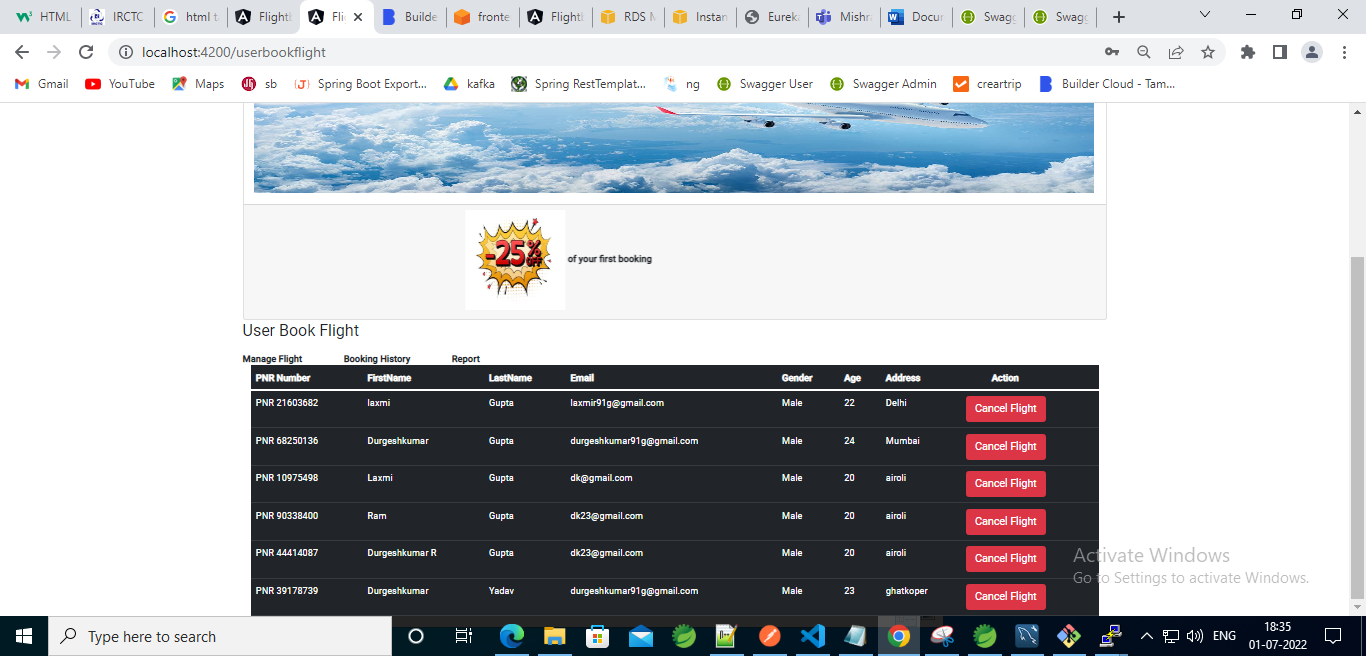 HTML IRCTC html t Flight Fli Builde fronte Flight RDS M Instan Eureka Mishra Docum Swagg Swagg
localhost:4200/userbookflight
Gmail YouTube Maps sb Spring Boot Export... kafka Spring RestTemplat... ng Swagger User Swagger Admin creartrip Builder Cloud - Tam...
-25% OFF of your first booking
User Book Flight
Manage Flight Booking History Report
PNR Number FirstName LastName Email Gender Age Address Action
PNR 21603682 laxmi Gupta laxmir91g@gmail.com Male 22 Delhi Cancel Flight
PNR 68250136 Durgeshkumar Gupta durgeshkumar91g@gmail.com Male 24 Mumbai Cancel Flight
PNR 10975498 Laxmi Gupta dk@gmail.com Male 20 airoli Cancel Flight
PNR 90338400 Ram Gupta dk23@gmail.com Male 20 airoli Cancel Flight
PNR 44414087 Durgeshkumar R Gupta dk23@gmail.com Male 20 airoli Cancel Flight
PNR 39178739 Durgeshkumar Yadav durgeshkumar91g@gmail.com Male 23 ghatkoper Cancel Flight
Activate Windows
Go to Settings to activate Windows.
Type here to search ENG 18:35
01-07-2022